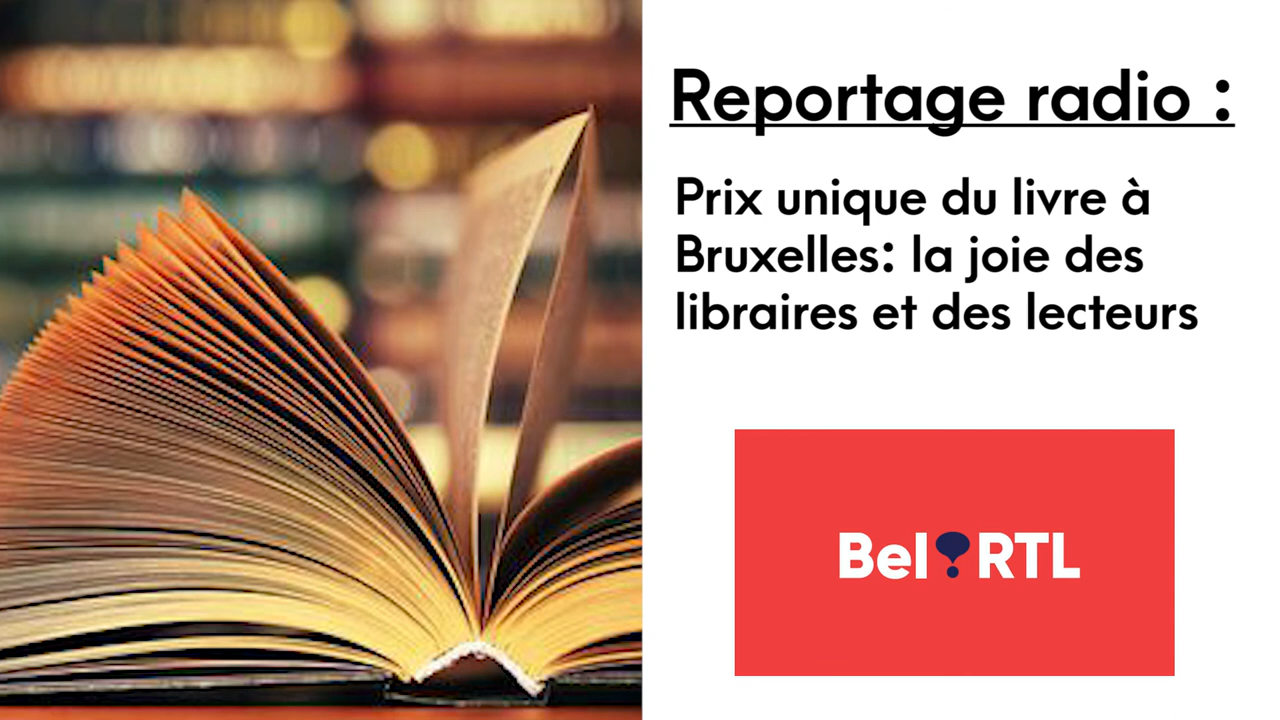 Reportage radio :
Prix unique du livre à
Bruxelles: la joie des
libraires et des lecteurs
Bel RTL